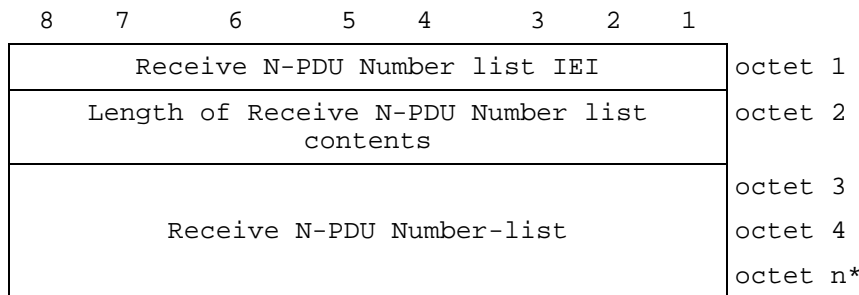 8 7 6 5 4 3 2 1
Receive N-PDU Number list IEI octet 1
Length of Receive N-PDU Number list octet 2
contents
octet 3
Receive N-PDU Number-list octet 4
octet n*